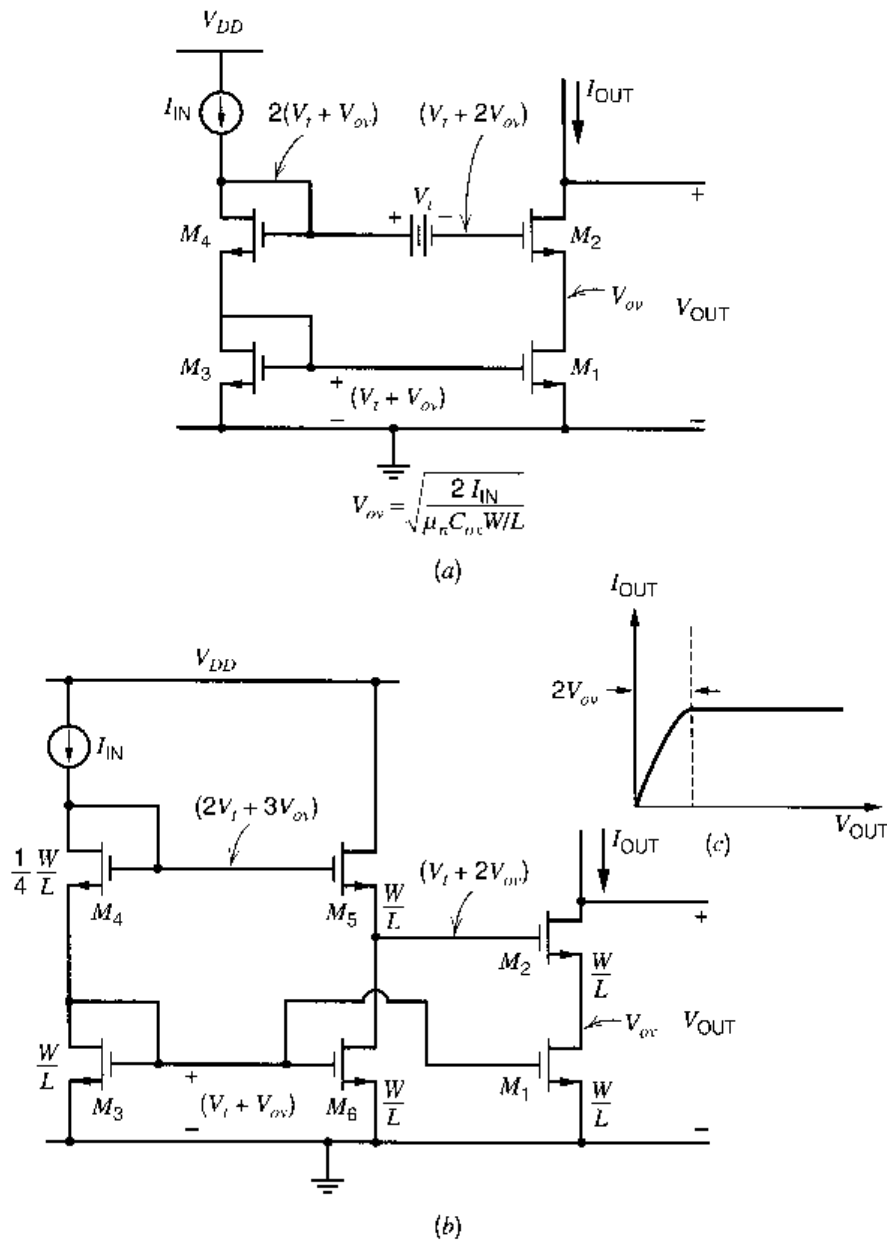 V_DD
I_OUT
I_IN
2(V_t + V_ov)
(V_t + 2V_ov)
+
+ V_t −
M_4
M_2
V_ov
V_OUT
M_3
M_1
+
(V_t + V_ov)
−
−
V_ov = √(2 I_IN / μ_n C_ox W/L)
(a)
I_OUT
2V_ov
V_OUT
(c)
V_DD
I_IN
(2V_t + 3V_ov)
I_OUT
1/4 W/L
M_4
M_5
W/L
(V_t + 2V_ov)
+
M_2
W/L
V_ov
V_OUT
W/L
M_3
+
(V_t + V_ov)
−
M_6
W/L
M_1
W/L
−
(b)